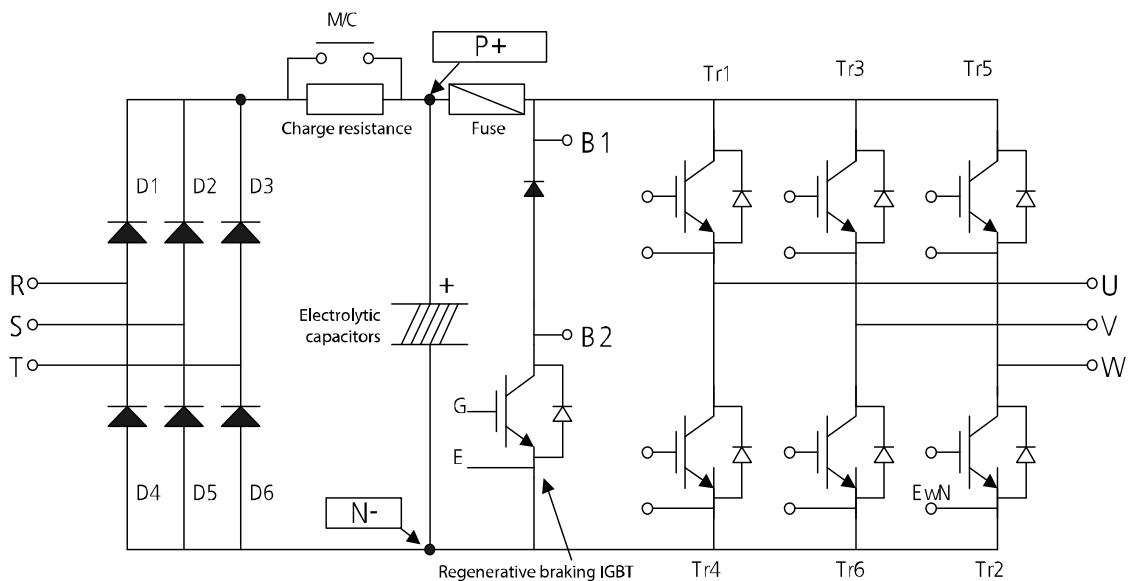 M/C
P+
Tr1
Tr3
Tr5
Charge resistance
Fuse
B1
D1
D2
D3
R
S
T
+
Electrolytic
capacitors
B2
U
V
W
G
E
D4
D5
D6
N-
EwN
Regenerative braking IGBT
Tr4
Tr6
Tr2